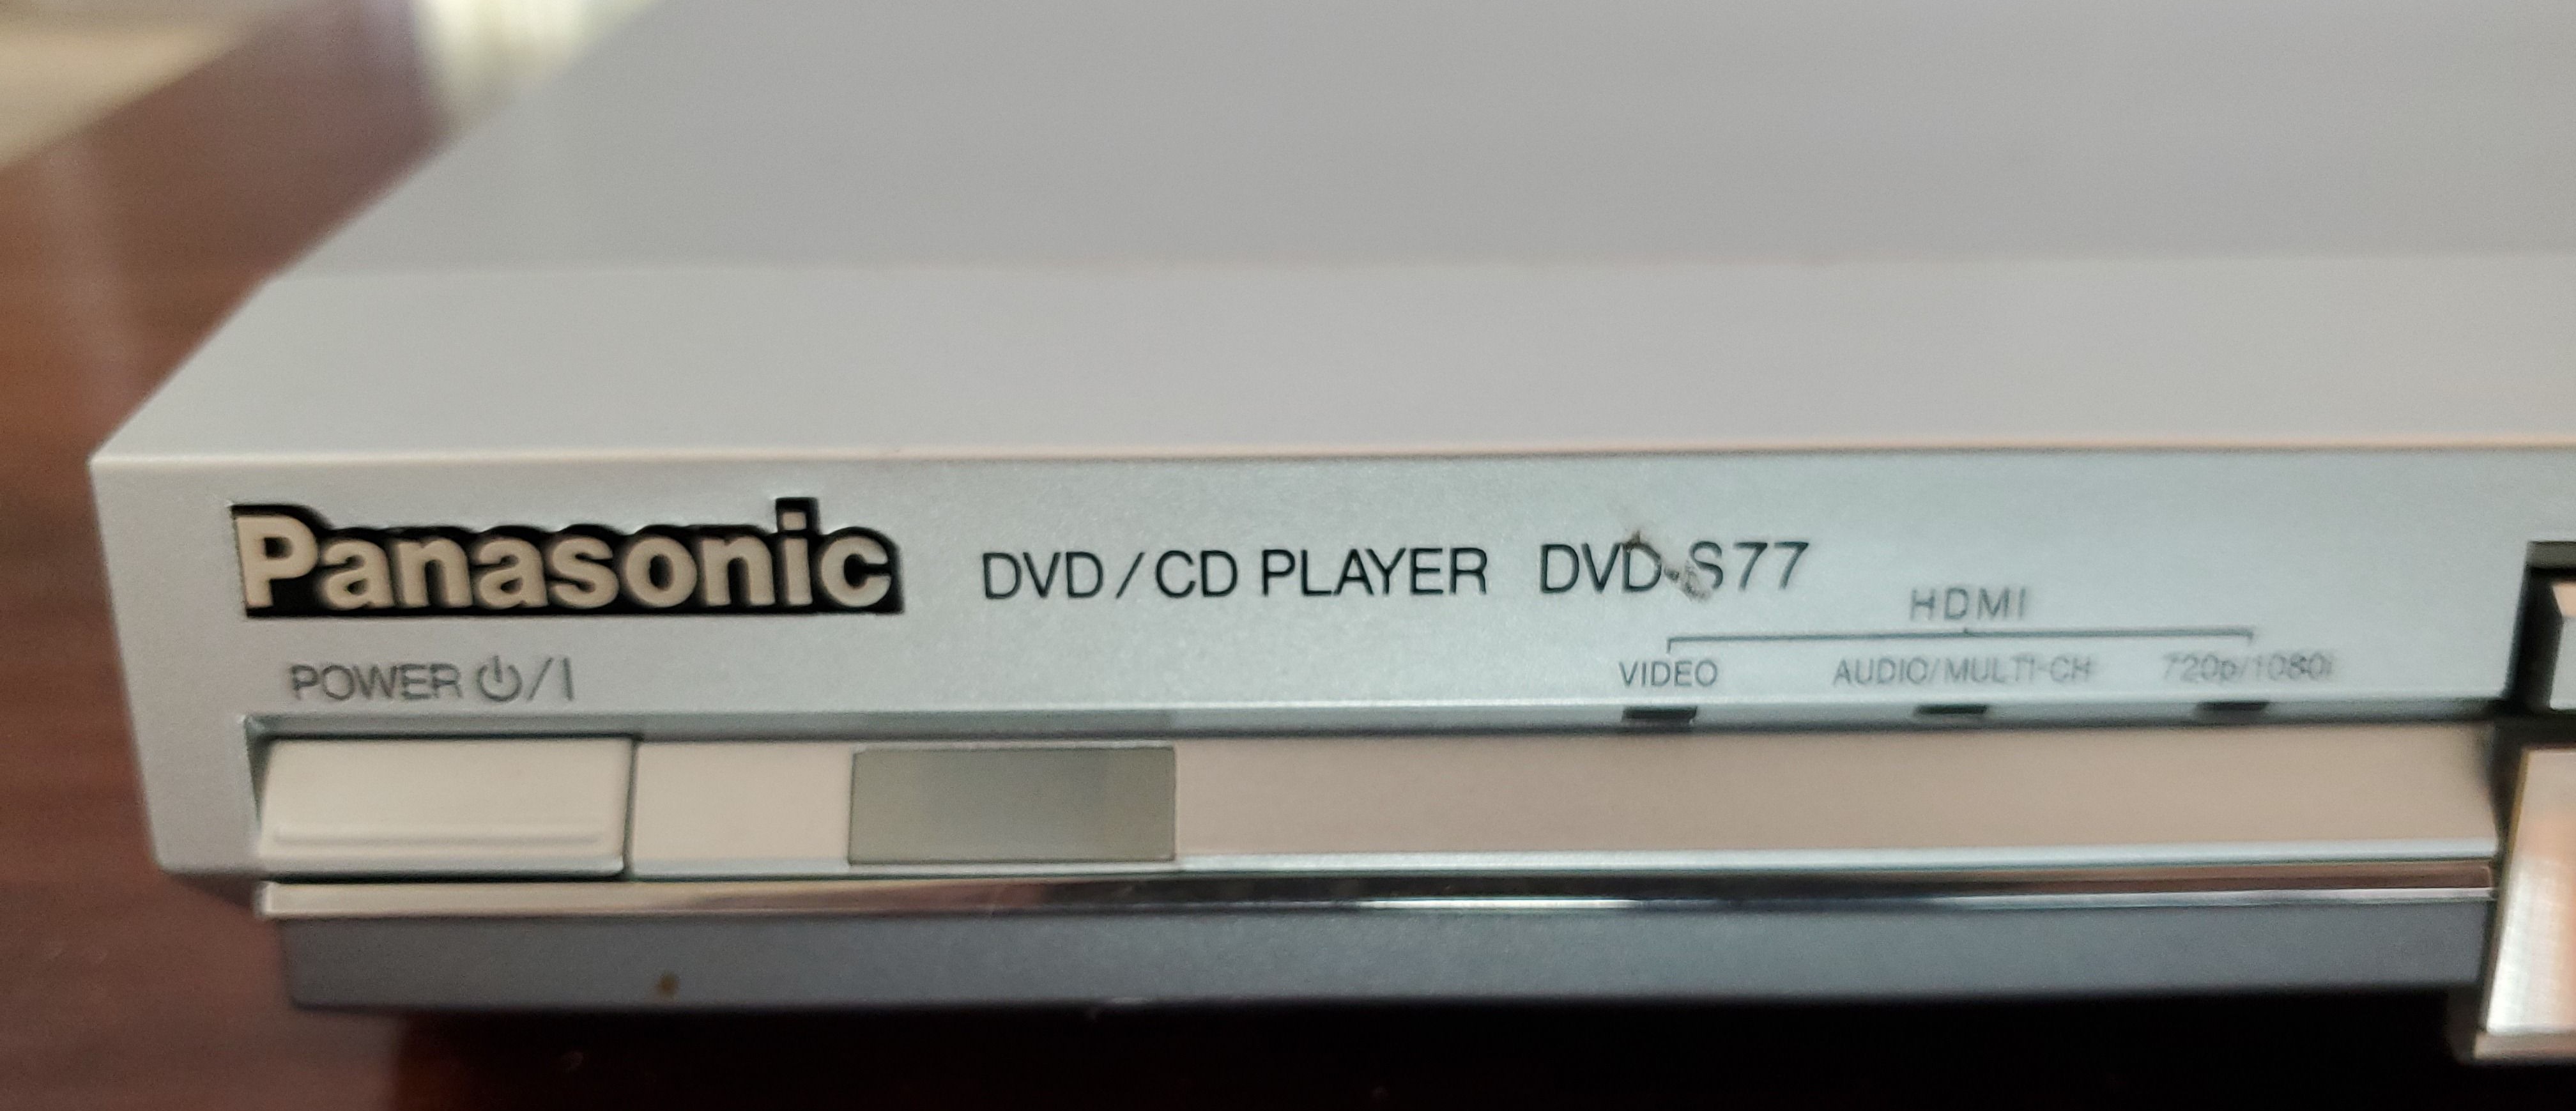 Panasonic DVD/CD PLAYER DVD-S77
HDMI
POWER ⏻/I VIDEO AUDIO/MULTI-CH 720p/1080i